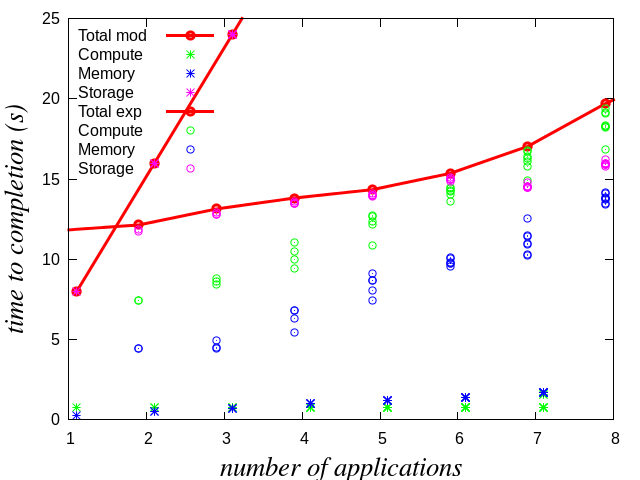 25
20
15
10
5
0
time to completion (s)
Total mod
Compute
Memory
Storage
Total exp
Compute
Memory
Storage
1 2 3 4 5 6 7 8
number of applications